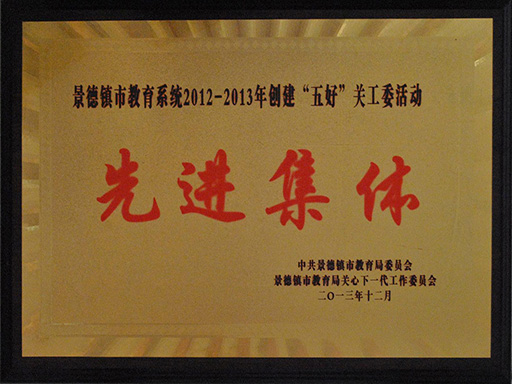 景德镇市教育系统2012-2013年创建“五好”关工委活动
先进集体
中共景德镇市教育局委员会
景德镇市教育局关心下一代工作委员会
二〇一三年十二月